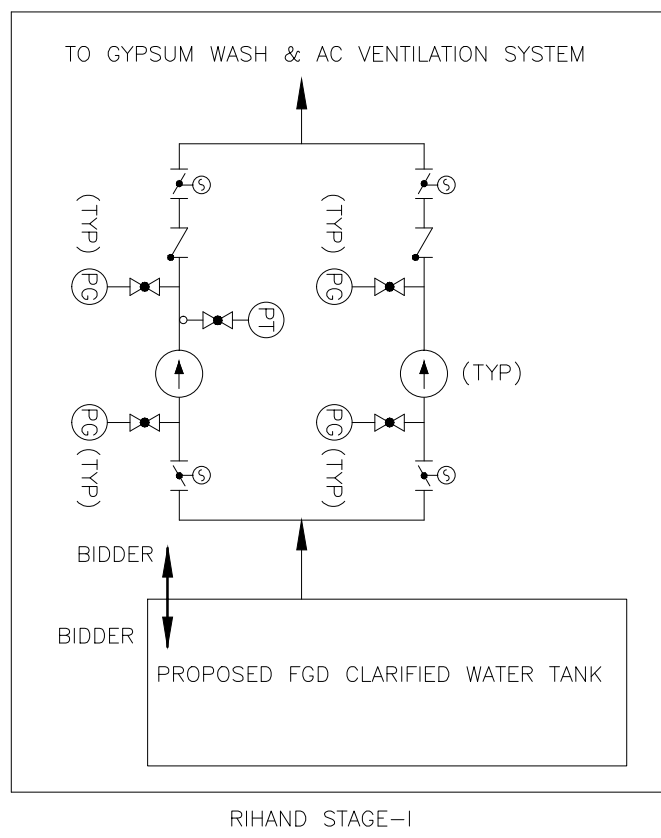 TO GYPSUM WASH & AC VENTILATION SYSTEM
S
S
(TYP)
(TYP)
PG
PG
PT
(TYP)
PG
(TYP)
PG
(TYP)
S
S
BIDDER
BIDDER
PROPOSED FGD CLARIFIED WATER TANK
RIHAND STAGE-I